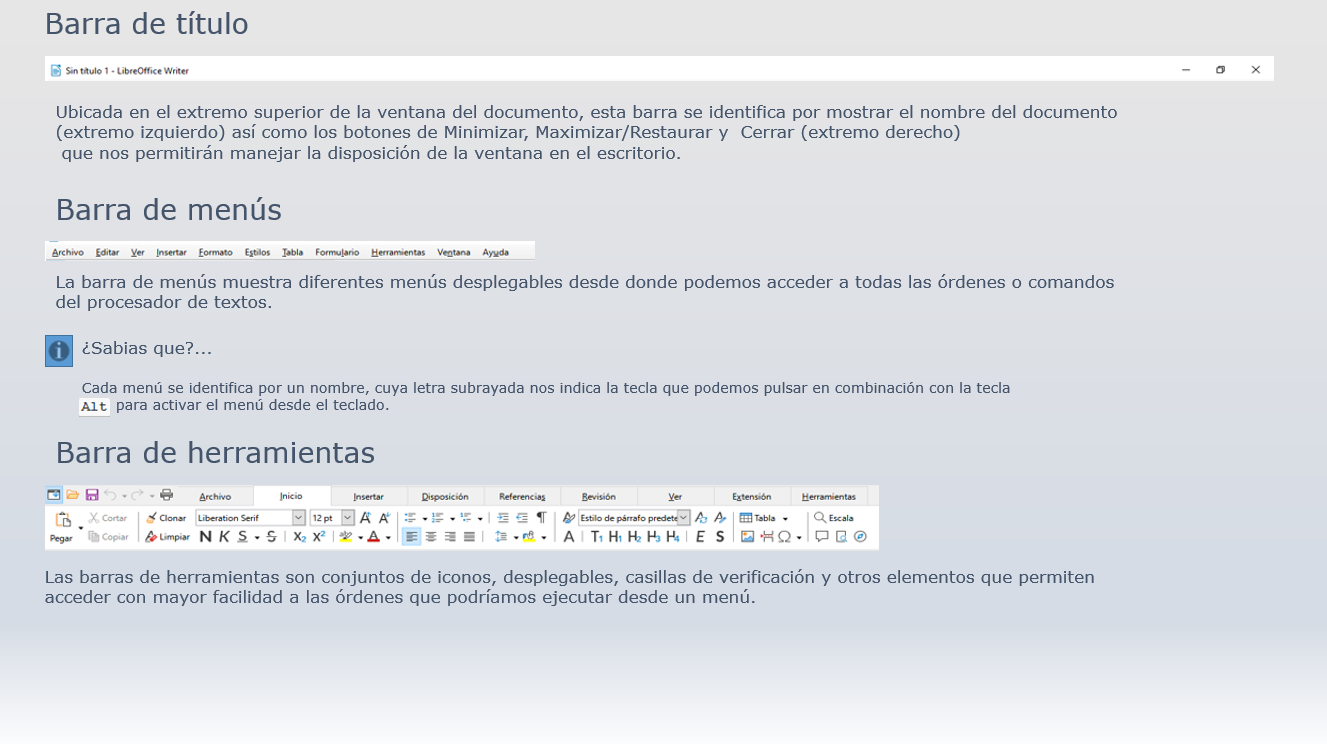 Barra de título
Sin título 1 - LibreOffice Writer
Ubicada en el extremo superior de la ventana del documento, esta barra se identifica por mostrar el nombre del documento
(extremo izquierdo) así como los botones de Minimizar, Maximizar/Restaurar y  Cerrar (extremo derecho)
que nos permitirán manejar la disposición de la ventana en el escritorio.
Barra de menús
Archivo Editar Ver Insertar Formato Estilos Tabla Formulario Herramientas Ventana Ayuda
La barra de menús muestra diferentes menús desplegables desde donde podemos acceder a todas las órdenes o comandos
del procesador de textos.
¿Sabias que?...
Cada menú se identifica por un nombre, cuya letra subrayada nos indica la tecla que podemos pulsar en combinación con la tecla
Alt para activar el menú desde el teclado.
Barra de herramientas
Archivo Inicio Insertar Disposición Referencias Revisión Ver Extensión Herramientas
Cortar Clonar Liberation Serif 12 pt A A Estilo de párrafo predete Tabla Escala
Pegar Copiar Limpiar N K S S X2 X² A A T1 H1 H2 H3 H4 E S Ω
Las barras de herramientas son conjuntos de iconos, desplegables, casillas de verificación y otros elementos que permiten
acceder con mayor facilidad a las órdenes que podríamos ejecutar desde un menú.